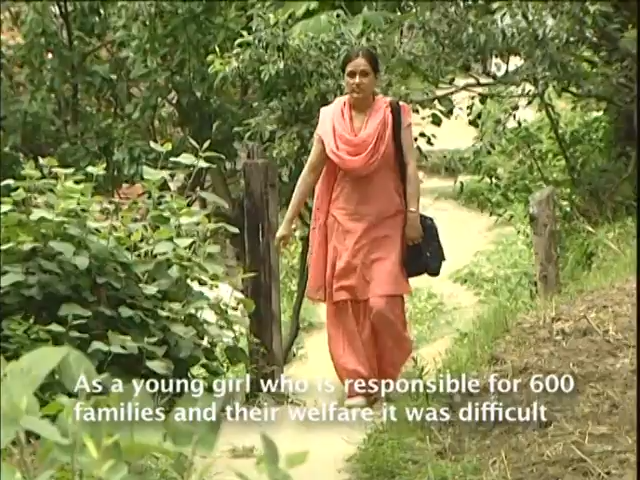 As a young girl who is responsible for 600
families and their welfare it was difficult